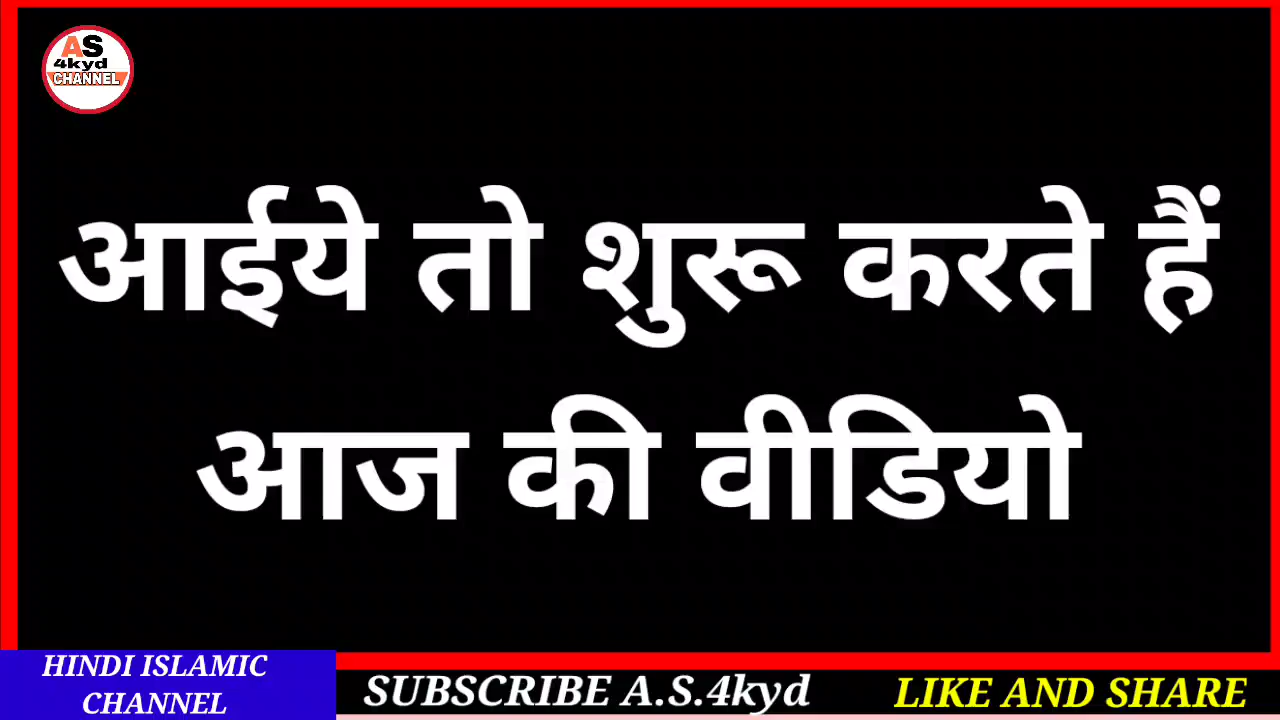 AS
4kyd
CHANNEL
आईये तो शुरू करते हैं
आज की वीडियो
HINDI ISLAMIC
CHANNEL
SUBSCRIBE A.S.4kyd
LIKE AND SHARE